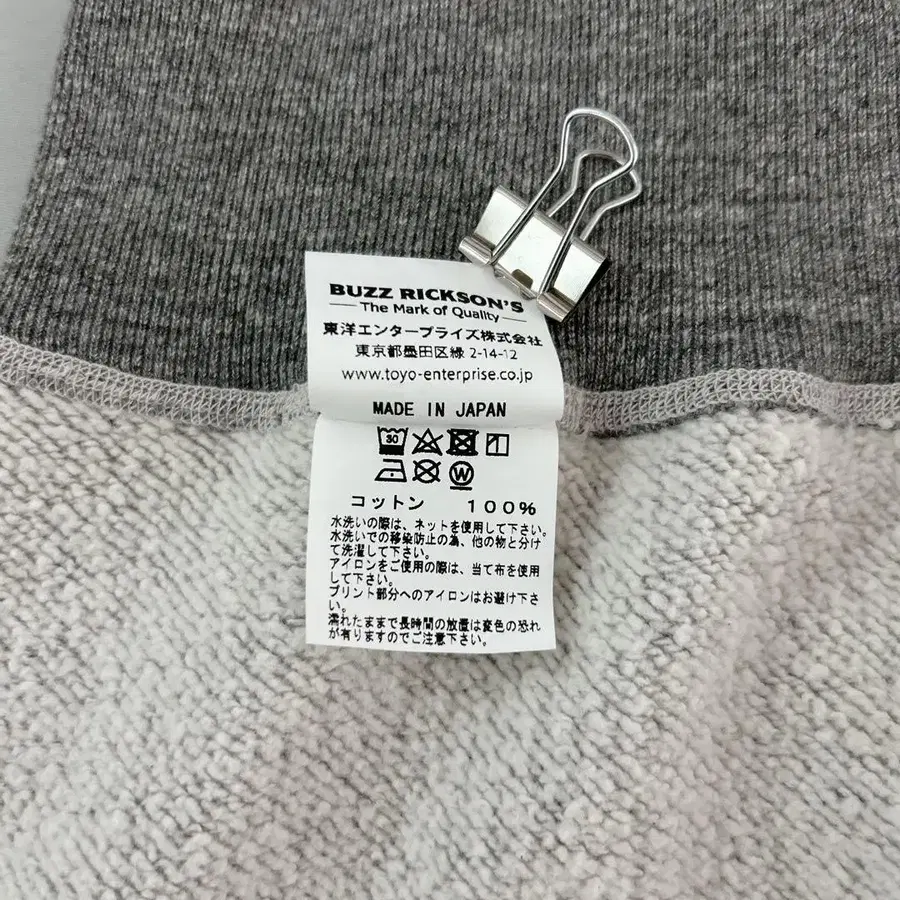 BUZZ RICKSON'S
The Mark of Quality
東洋エンタープライズ株式会社
東京都墨田区緑 2-14-12
www.toyo-enterprise.co.jp
MADE IN JAPAN
30
W
コットン 100%
水洗いの際は、ネットを使用して下さい。
水洗いでの移染防止の為、他の物と分け
て洗濯して下さい。
アイロンをご使用の際は、当て布を使用
して下さい。
プリント部分へのアイロンはお避け下さ
い。
濡れたままで長時間の放置は変色の恐れ
が有りますのでご注意下さい。